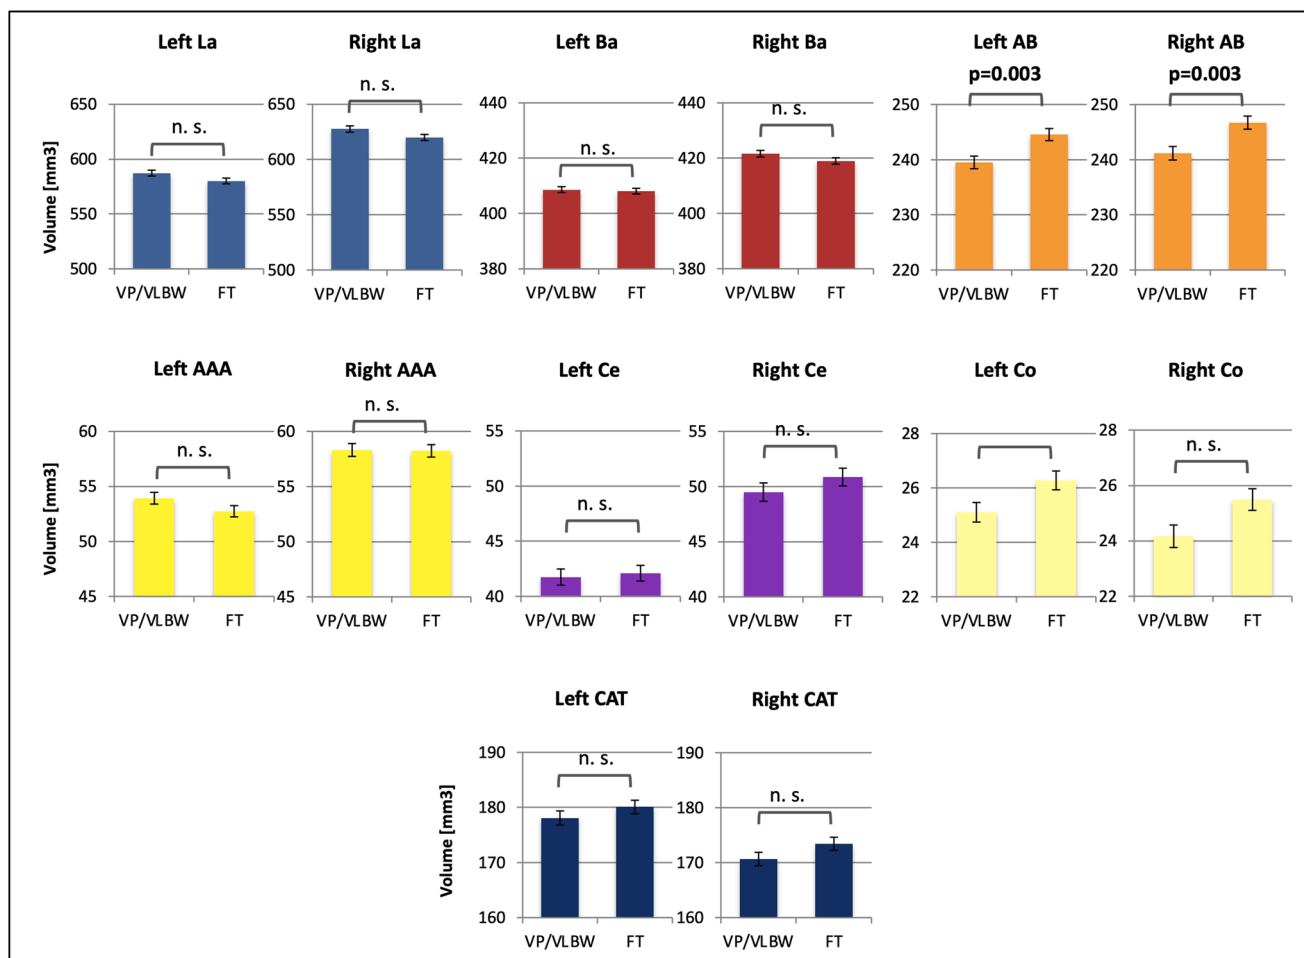 Left La Right La Left Ba Right Ba Left AB Right AB
n. s. n. s. n. s. n. s. p=0.003 p=0.003
Volume [mm3]
650 600 550 500
VP/VLBW FT
650 600 550 500
VP/VLBW FT
440 420 400 380
VP/VLBW FT
440 420 400 380
VP/VLBW FT
250 240 230 220
VP/VLBW FT
250 240 230 220
VP/VLBW FT
Left AAA Right AAA Left Ce Right Ce Left Co Right Co
n. s. n. s. n. s. n. s. n. s.
Volume [mm3]
60 55 50 45
VP/VLBW FT
60 55 50 45
VP/VLBW FT
55 50 45 40
VP/VLBW FT
55 50 45 40
VP/VLBW FT
28 26 24 22
VP/VLBW FT
28 26 24 22
VP/VLBW FT
Left CAT Right CAT
n. s. n. s.
Volume [mm3]
190 180 170 160
VP/VLBW FT
190 180 170 160
VP/VLBW FT